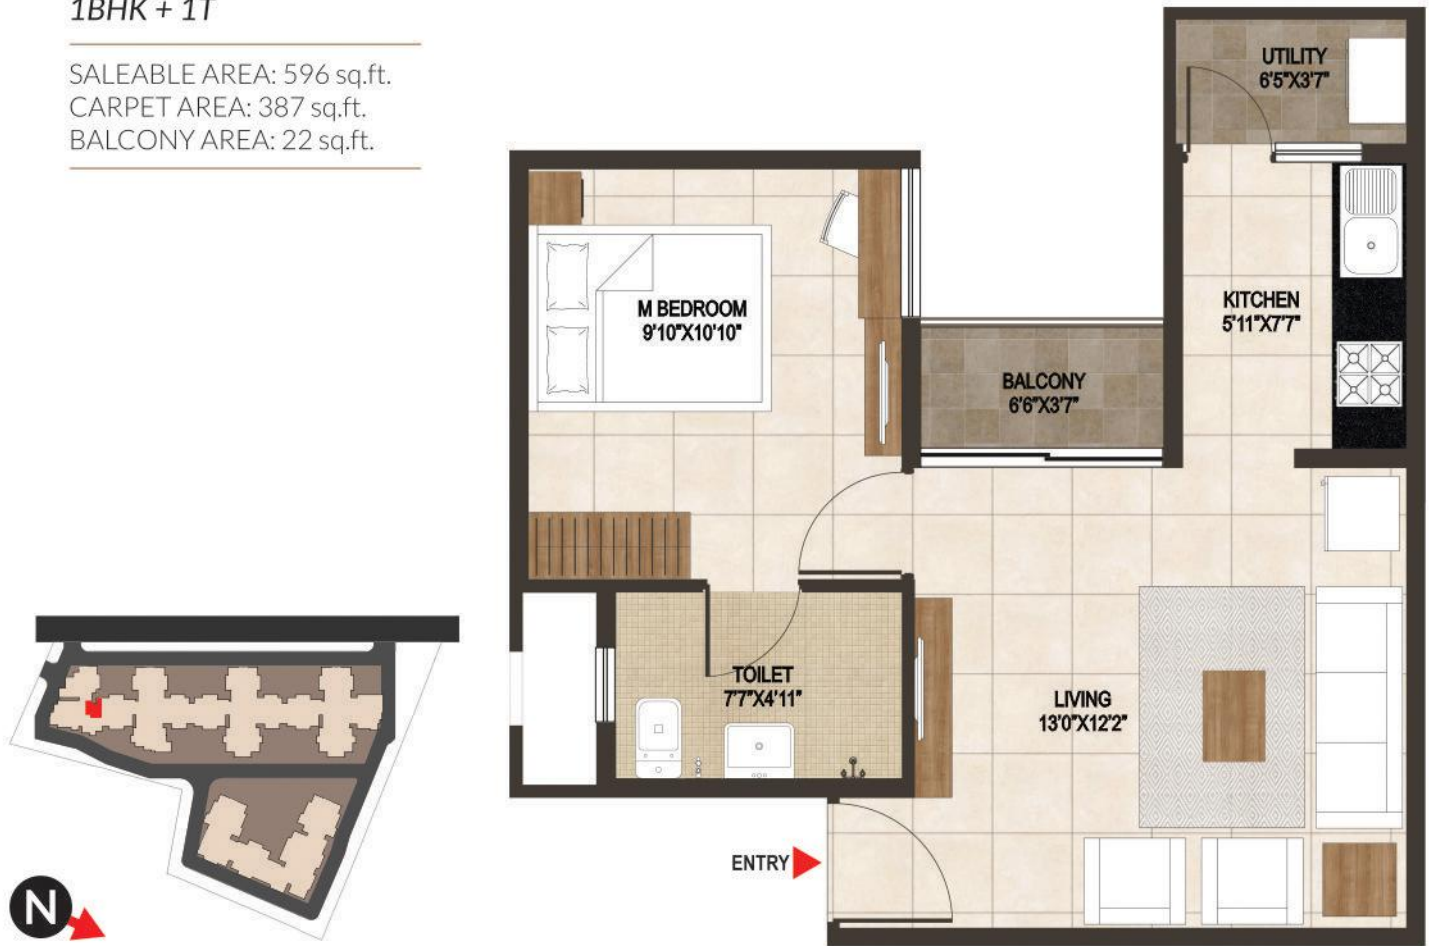 1BHK + 1T
SALEABLE AREA: 596 sq.ft.
CARPET AREA: 387 sq.ft.
BALCONY AREA: 22 sq.ft.
UTILITY
6'5"X3'7"
M BEDROOM
9'10"X10'10"
KITCHEN
5'11"X7'7"
BALCONY
6'6"X3'7"
TOILET
7'7"X4'11"
LIVING
13'0"X12'2"
ENTRY
N